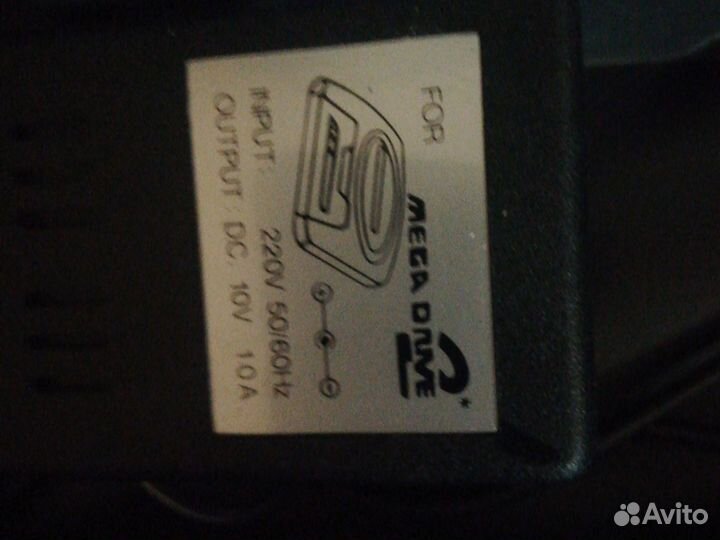 FOR
MEGA DRIVE 2*
INPUT: 220V 50/60Hz
OUTPUT: DC. 10V 1.0A
Avito